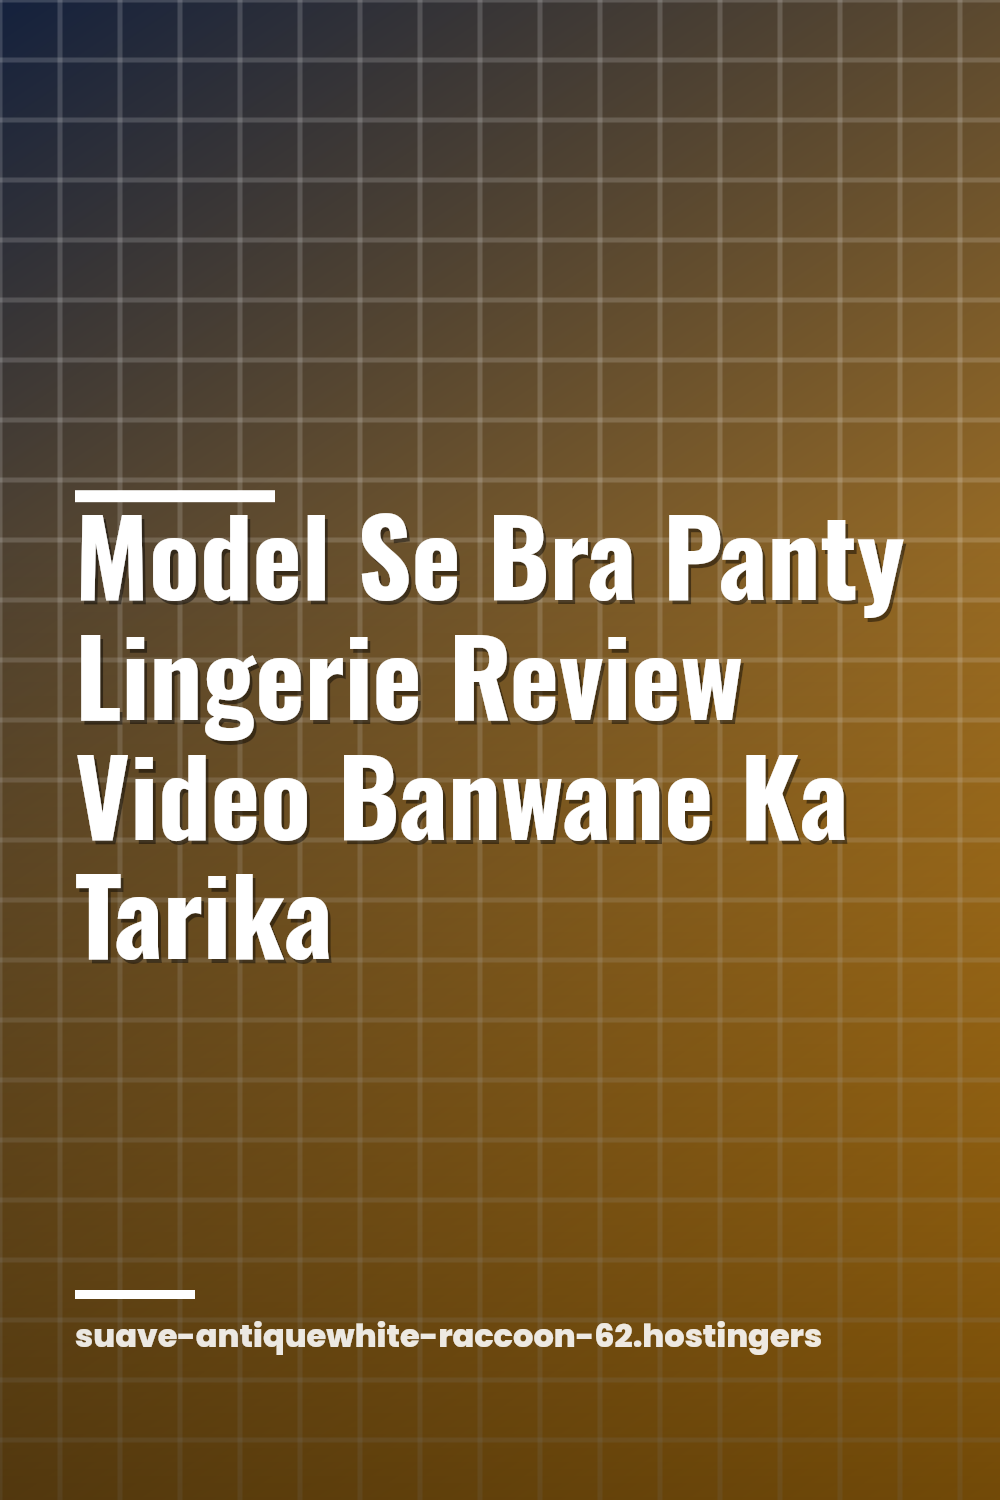 Model Se Bra Panty
Lingerie Review
Video Banwane Ka
Tarika
suave-antiquewhite-raccoon-62.hostingers